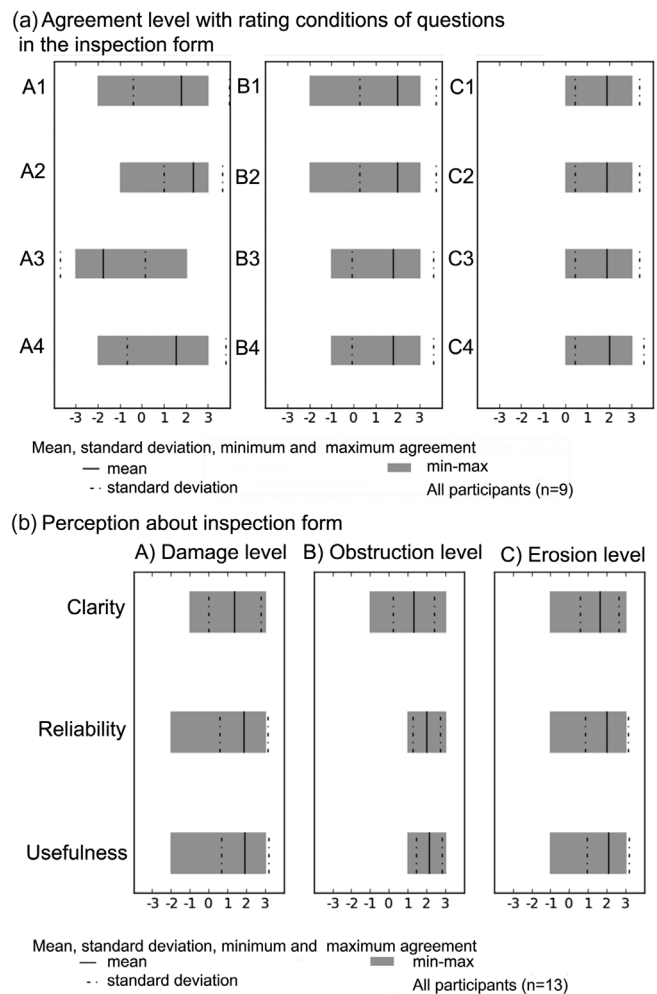 (a) Agreement level with rating conditions of questions
in the inspection form
A1 B1 C1
A2 B2 C2
A3 B3 C3
A4 B4 C4
-3 -2 -1 0 1 2 3 -3 -2 -1 0 1 2 3 -3 -2 -1 0 1 2 3
Mean, standard deviation, minimum and maximum agreement
mean min-max
standard deviation All participants (n=9)
(b) Perception about inspection form
A) Damage level B) Obstruction level C) Erosion level
Clarity
Reliability
Usefulness
-3 -2 -1 0 1 2 3 -3 -2 -1 0 1 2 3 -3 -2 -1 0 1 2 3
Mean, standard deviation, minimum and maximum agreement
mean min-max
standard deviation All participants (n=13)